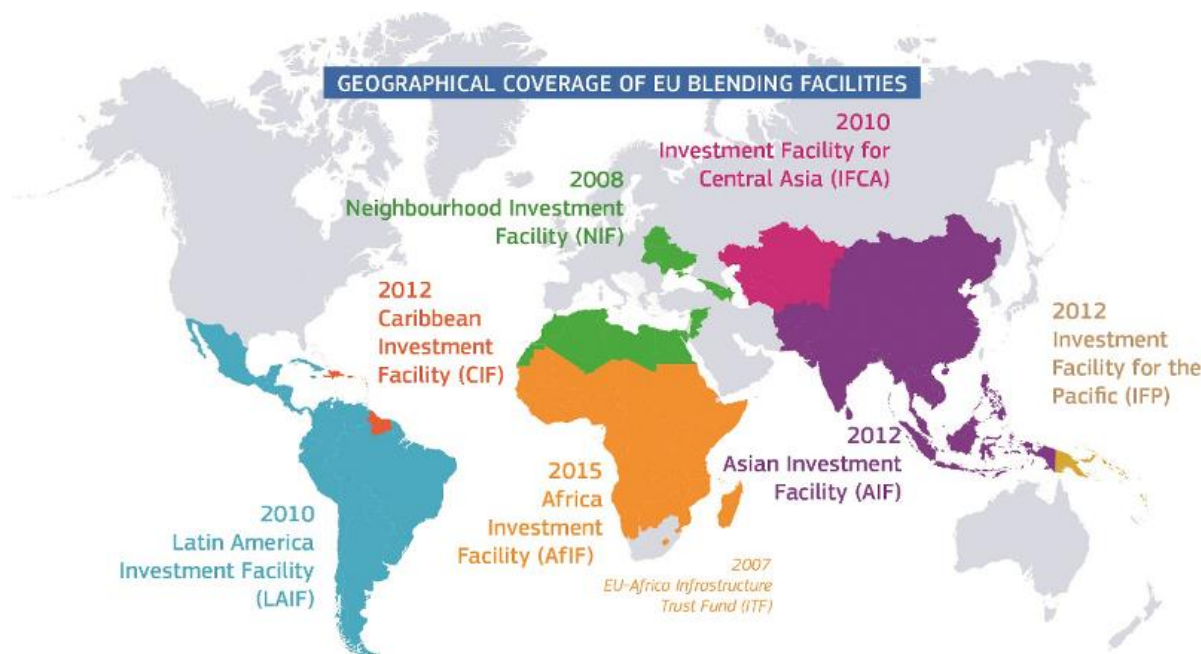 GEOGRAPHICAL COVERAGE OF EU BLENDING FACILITIES
2010
Investment Facility for
Central Asia (IFCA)
2008
Neighbourhood Investment
Facility (NIF)
2012
Caribbean
Investment
Facility (CIF)
2012
Investment
Facility for the
Pacific (IFP)
2012
Asian Investment
Facility (AIF)
2015
Africa
Investment
Facility (AfIF)
2010
Latin America
Investment Facility
(LAIF)
2007
EU-Africa Infrastructure
Trust Fund (ITF)